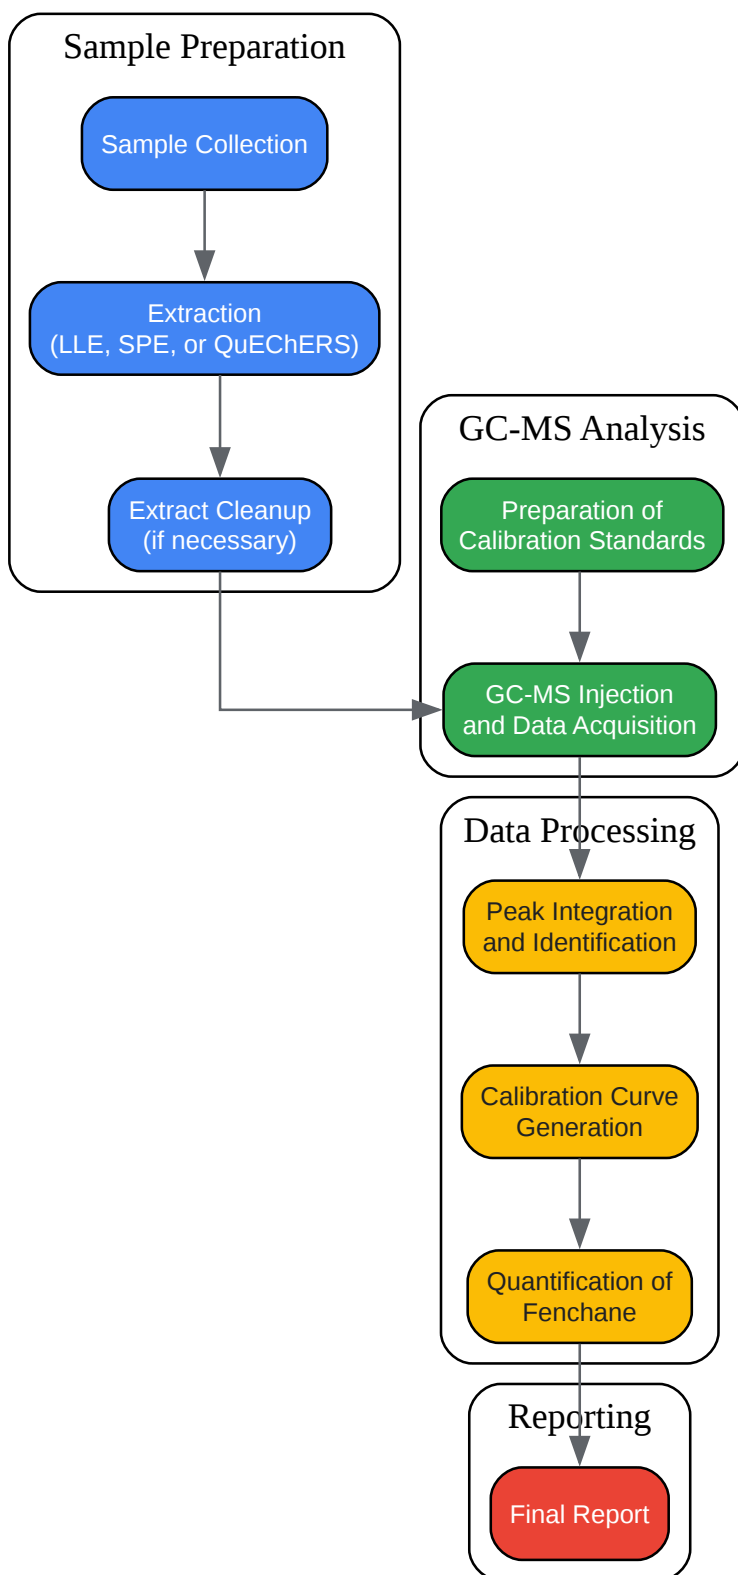 Sample Preparation
Sample Collection
Extraction
(LLE, SPE, or QuEChERS)
Extract Cleanup
(if necessary)
GC-MS Analysis
Preparation of
Calibration Standards
GC-MS Injection
and Data Acquisition
Data Processing
Peak Integration
and Identification
Calibration Curve
Generation
Quantification of
Fenchane
Reporting
Final Report